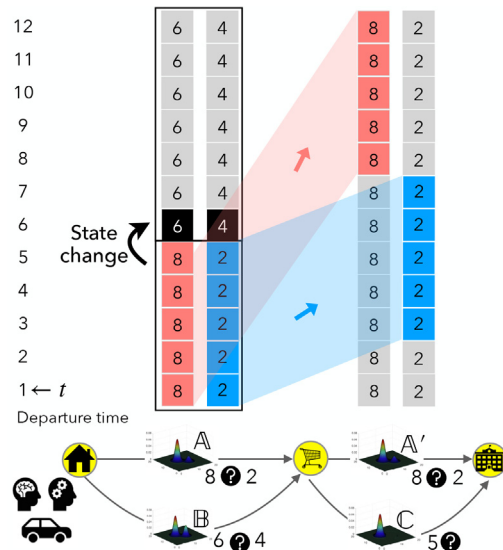 12 6 4 8 2
11 6 4 8 2
10 6 4 8 2
9 6 4 8 2
8 6 4 8 2
7 6 4 8 2
6 6 4 8 2
State
change
5 8 2 8 2
4 8 2 8 2
3 8 2 8 2
2 8 2 8 2
1 ← t 8 2 8 2
Departure time
𝔸 𝔸′
8 ? 2 8 ? 2
𝔹 ℂ
6 ? 4 5 ?